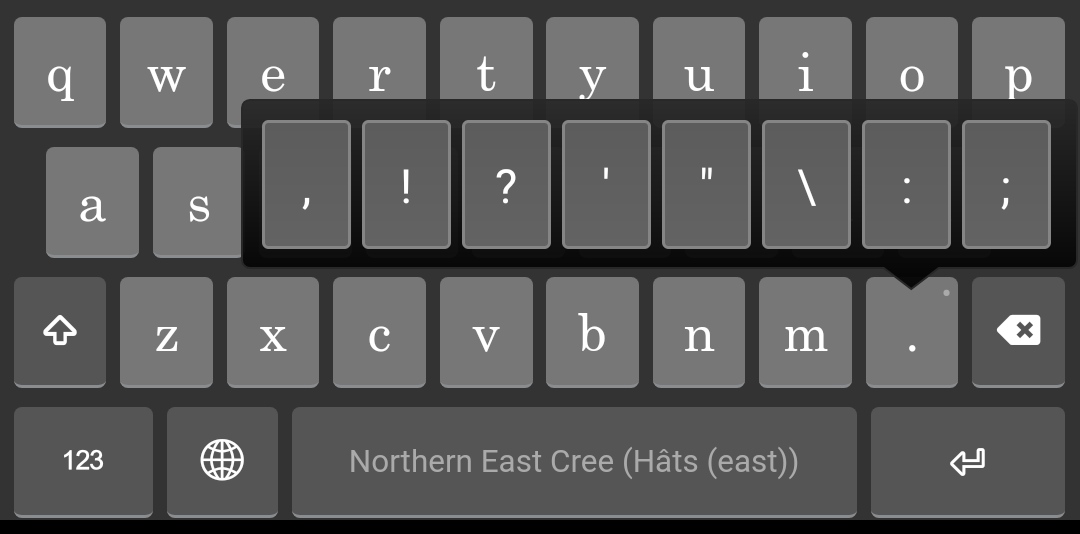 q w e r t y u i o p
a s , ! ? ' " \ : ;
z x c v b n m .
123 Northern East Cree (Hâts (east))